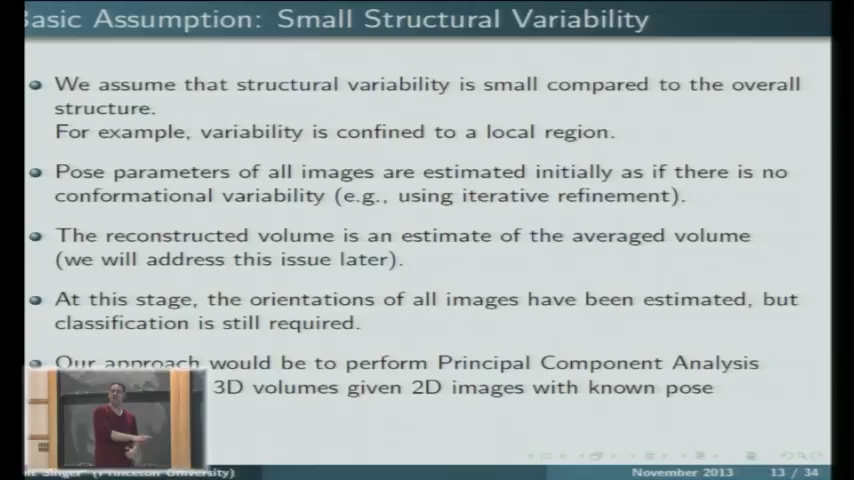 Basic Assumption: Small Structural Variability
We assume that structural variability is small compared to the overall
structure.
For example, variability is confined to a local region.
Pose parameters of all images are estimated initially as if there is no
conformational variability (e.g., using iterative refinement).
The reconstructed volume is an estimate of the averaged volume
(we will address this issue later).
At this stage, the orientations of all images have been estimated, but
classification is still required.
Our approach would be to perform Principal Component Analysis
3D volumes given 2D images with known pose
Singer (Princeton University)
November 2013 13 / 34